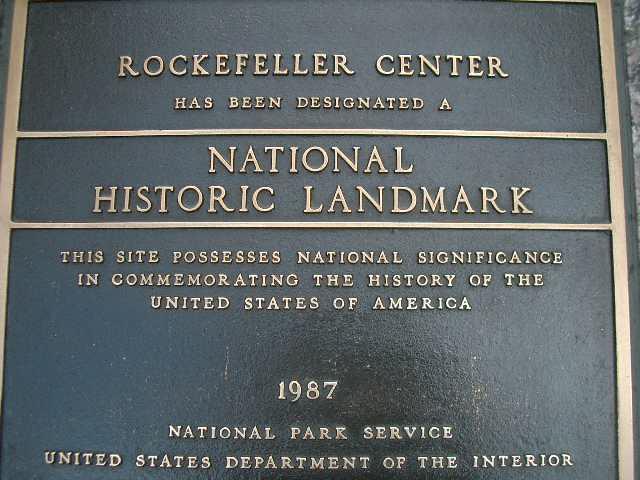 ROCKEFELLER CENTER
HAS BEEN DESIGNATED A
NATIONAL
HISTORIC LANDMARK
THIS SITE POSSESSES NATIONAL SIGNIFICANCE
IN COMMEMORATING THE HISTORY OF THE
UNITED STATES OF AMERICA
1987
NATIONAL PARK SERVICE
UNITED STATES DEPARTMENT OF THE INTERIOR